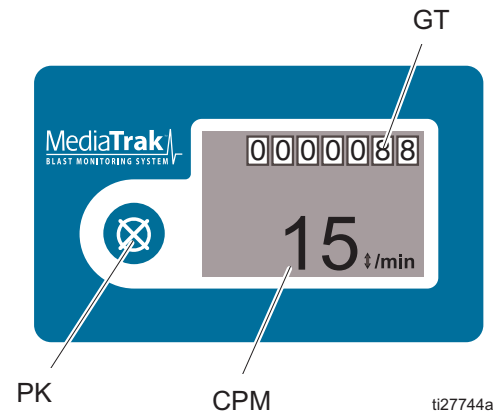 GT
MediaTrak
BLAST MONITORING SYSTEM
0000088
15 ↕/min
PK
CPM
ti27744a